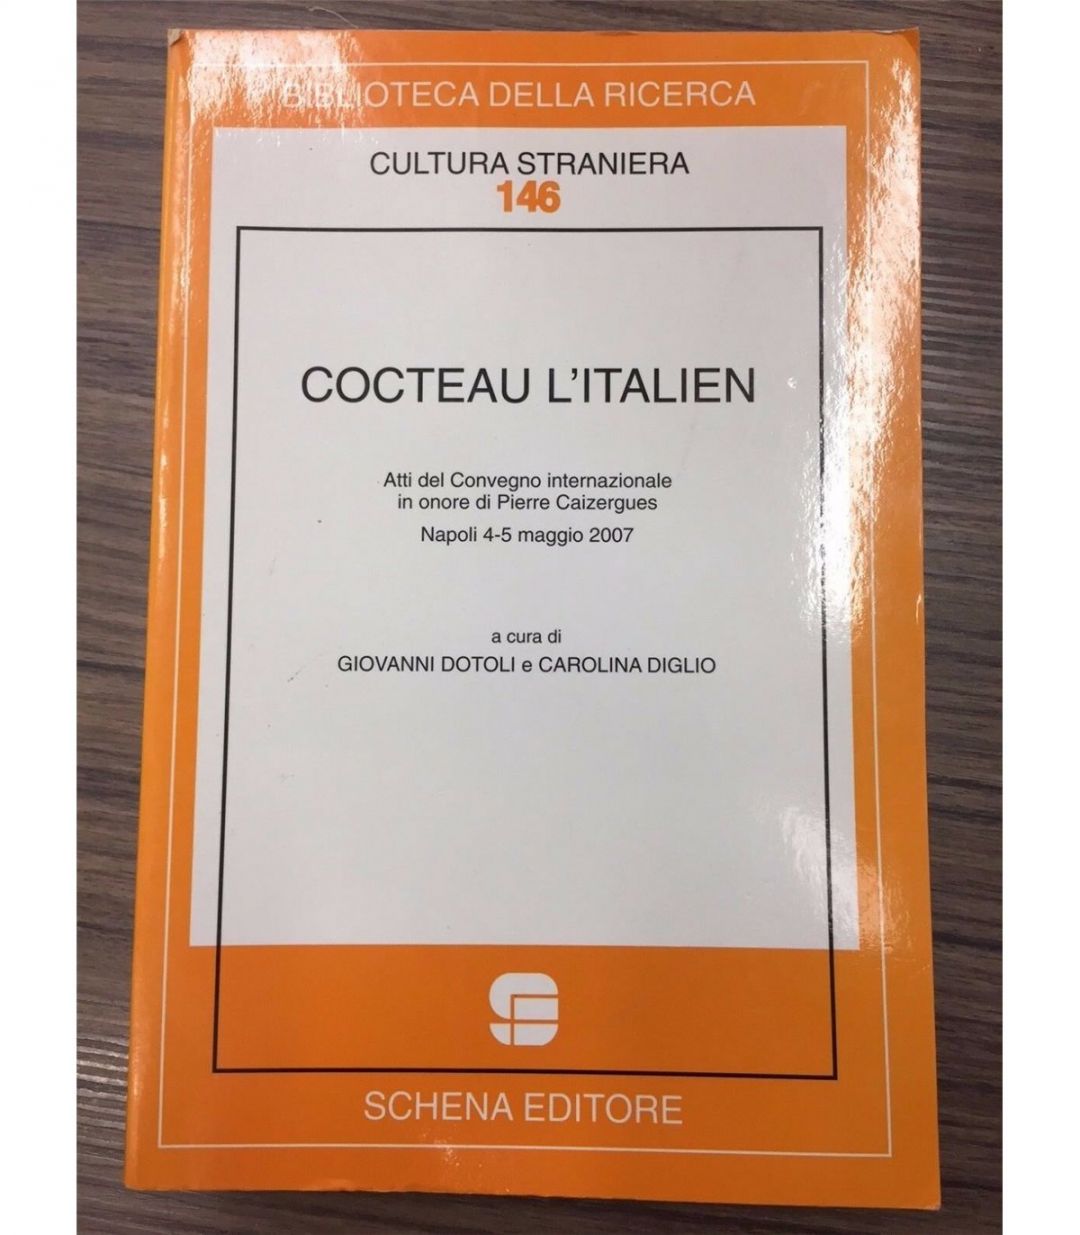 BIBLIOTECA DELLA RICERCA
CULTURA STRANIERA
146
COCTEAU L'ITALIEN
Atti del Convegno internazionale
in onore di Pierre Caizergues
Napoli 4-5 maggio 2007
a cura di
GIOVANNI DOTOLI e CAROLINA DIGLIO
SCHENA EDITORE